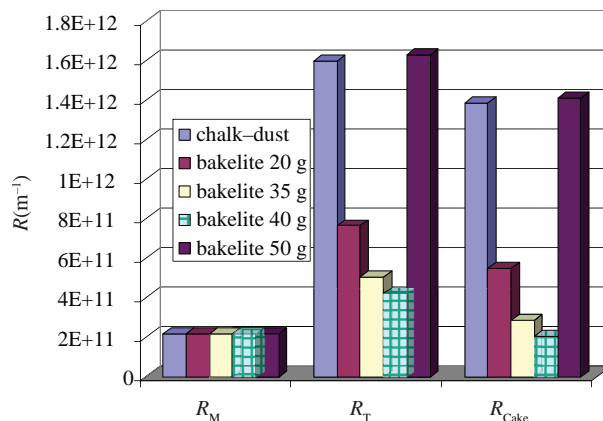 1.8E+12
1.6E+12
1.4E+12
1.2E+12
1E+12
8E+11
6E+11
4E+11
2E+11
0
R(m⁻¹)
chalk–dust
bakelite 20 g
bakelite 35 g
bakelite 40 g
bakelite 50 g
R_M R_T R_Cake